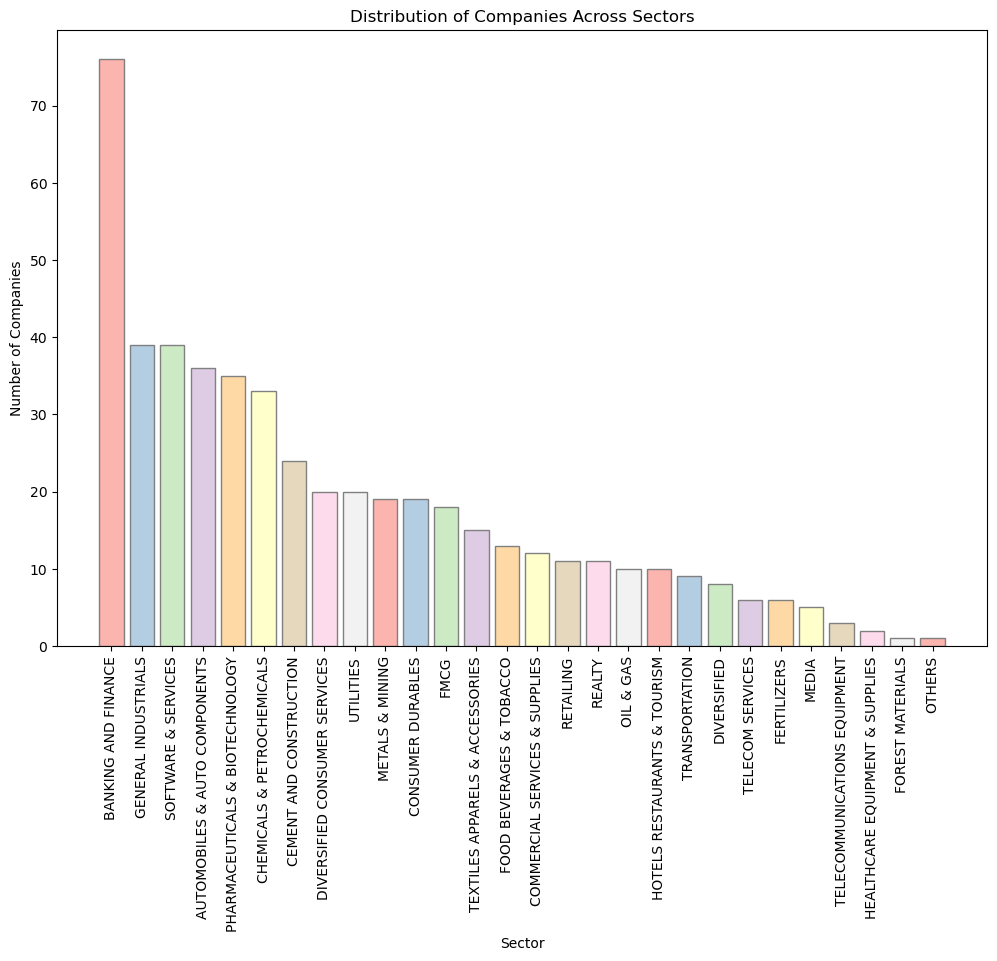 Distribution of Companies Across Sectors
Number of Companies
70
60
50
40
30
20
10
0
BANKING AND FINANCE
GENERAL INDUSTRIALS
SOFTWARE & SERVICES
AUTOMOBILES & AUTO COMPONENTS
PHARMACEUTICALS & BIOTECHNOLOGY
CHEMICALS & PETROCHEMICALS
CEMENT AND CONSTRUCTION
DIVERSIFIED CONSUMER SERVICES
UTILITIES
METALS & MINING
CONSUMER DURABLES
FMCG
TEXTILES APPARELS & ACCESSORIES
FOOD BEVERAGES & TOBACCO
COMMERCIAL SERVICES & SUPPLIES
RETAILING
REALTY
OIL & GAS
HOTELS RESTAURANTS & TOURISM
TRANSPORTATION
DIVERSIFIED
TELECOM SERVICES
FERTILIZERS
MEDIA
TELECOMMUNICATIONS EQUIPMENT
HEALTHCARE EQUIPMENT & SUPPLIES
FOREST MATERIALS
OTHERS
Sector